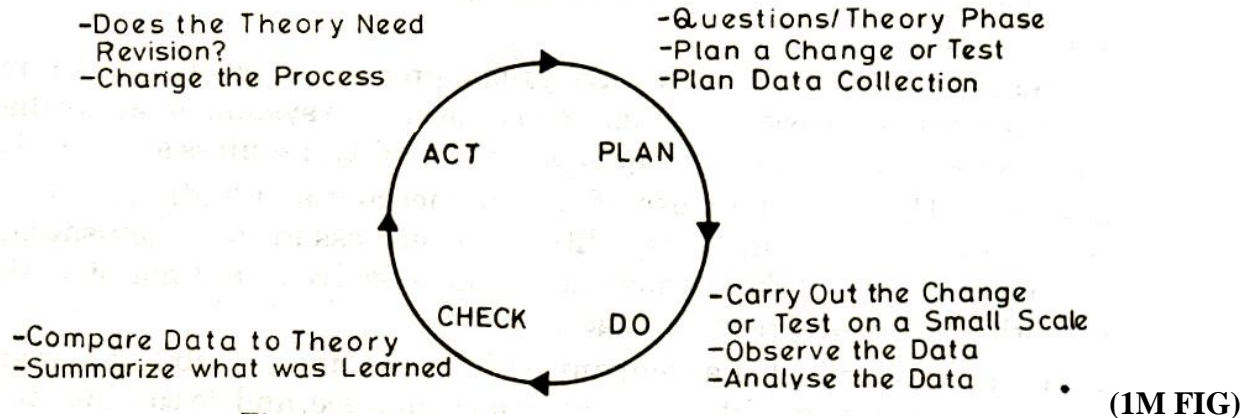 -Does the Theory Need
Revision?
-Change the Process
-Questions/Theory Phase
-Plan a Change or Test
-Plan Data Collection
ACT
PLAN
CHECK
DO
-Compare Data to Theory
-Summarize what was Learned
-Carry Out the Change
or Test on a Small Scale
-Observe the Data
-Analyse the Data
(1M FIG)